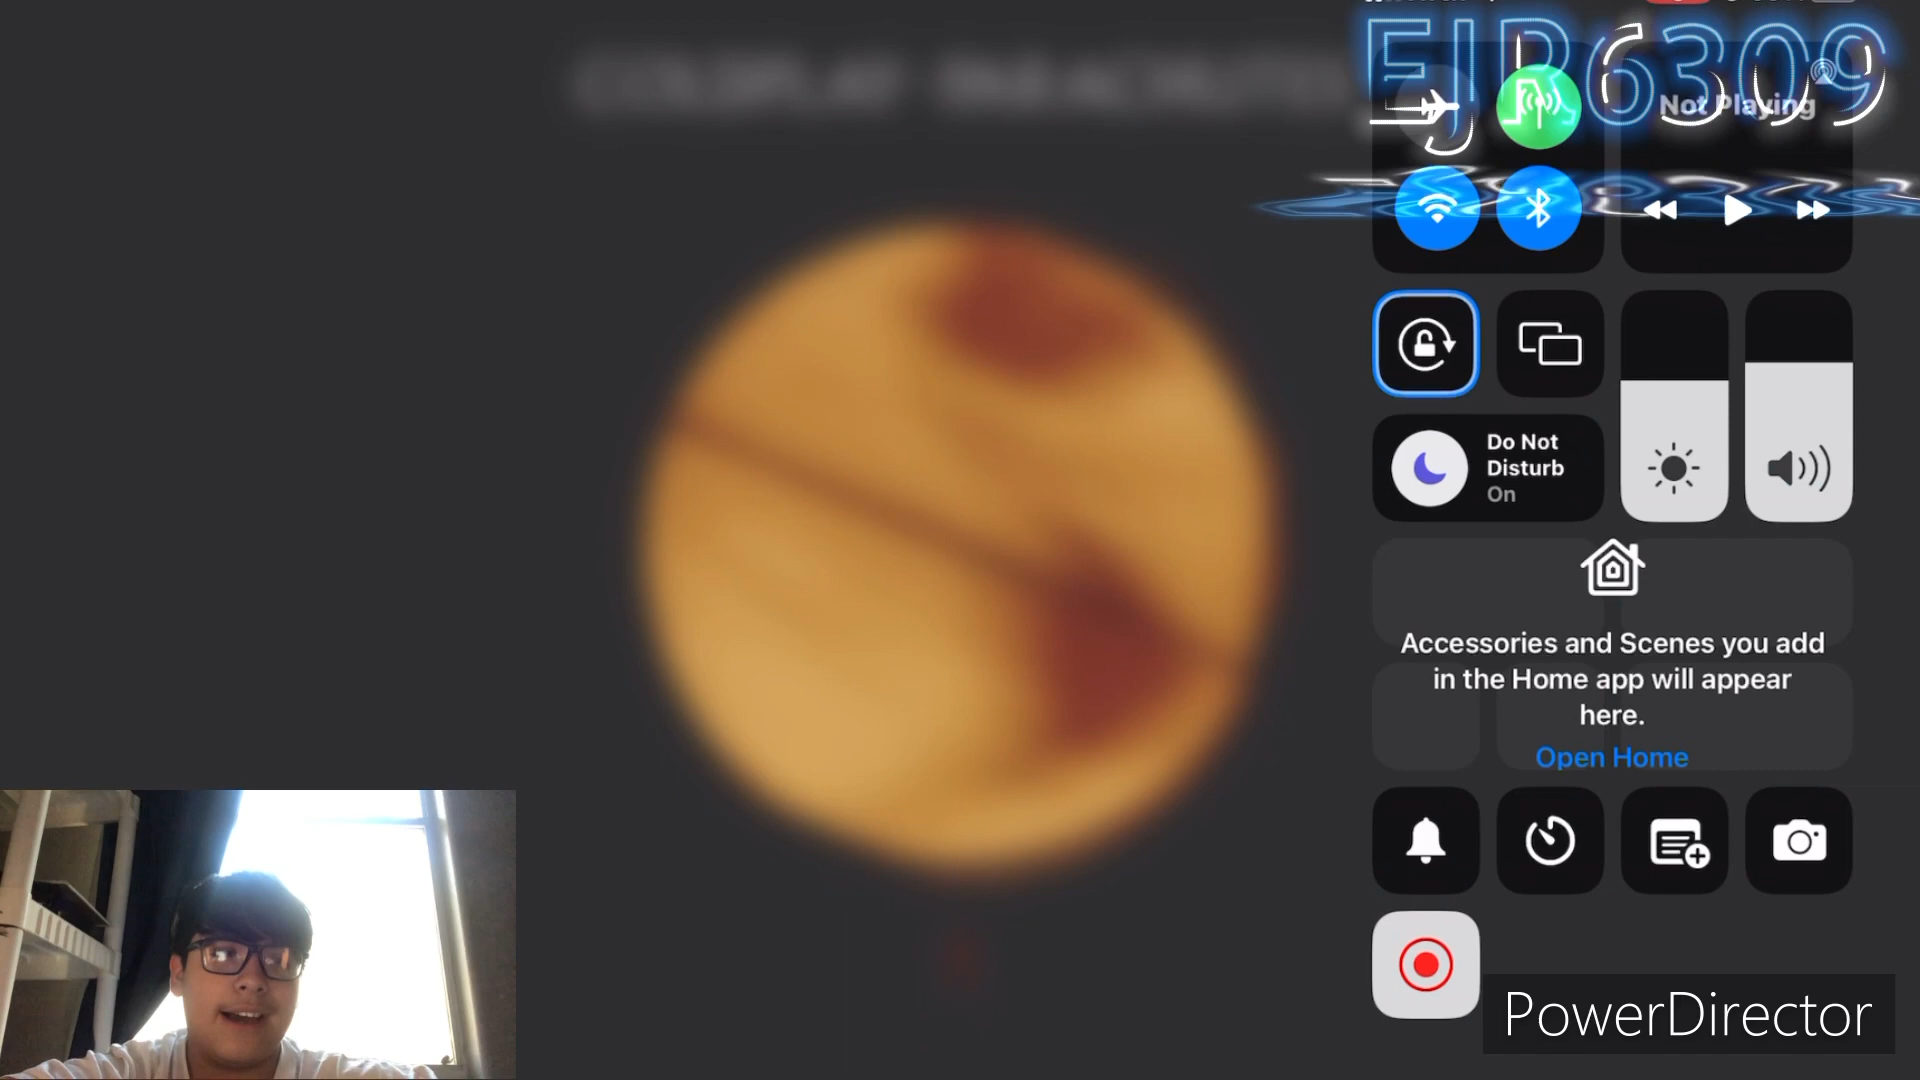 EJR6309
Not Playing
Do Not
Disturb
On
Accessories and Scenes you add
in the Home app will appear
here.
Open Home
PowerDirector